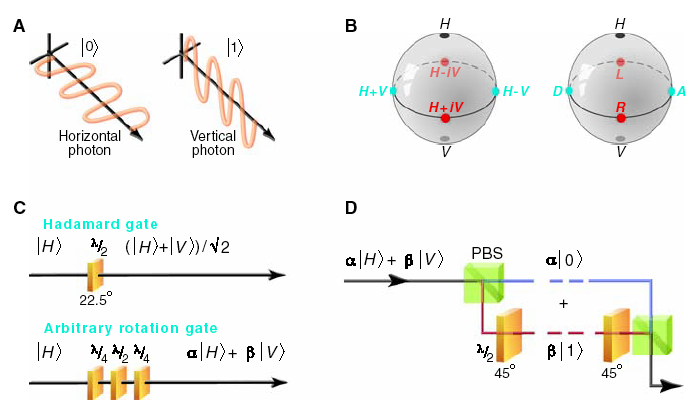 A
|0⟩
|1⟩
Horizontal
photon
Vertical
photon
B
H
H
H-iV
L
H+V
H-V
D
A
H+iV
R
V
V
C
Hadamard gate
|H⟩ λ/2 (|H⟩+|V⟩)/√2
22.5°
Arbitrary rotation gate
|H⟩ λ/4 λ/2 λ/4 α|H⟩+ β|V⟩
D
PBS
α|H⟩+ β|V⟩
α|0⟩
+
λ/2
β|1⟩
45°
45°